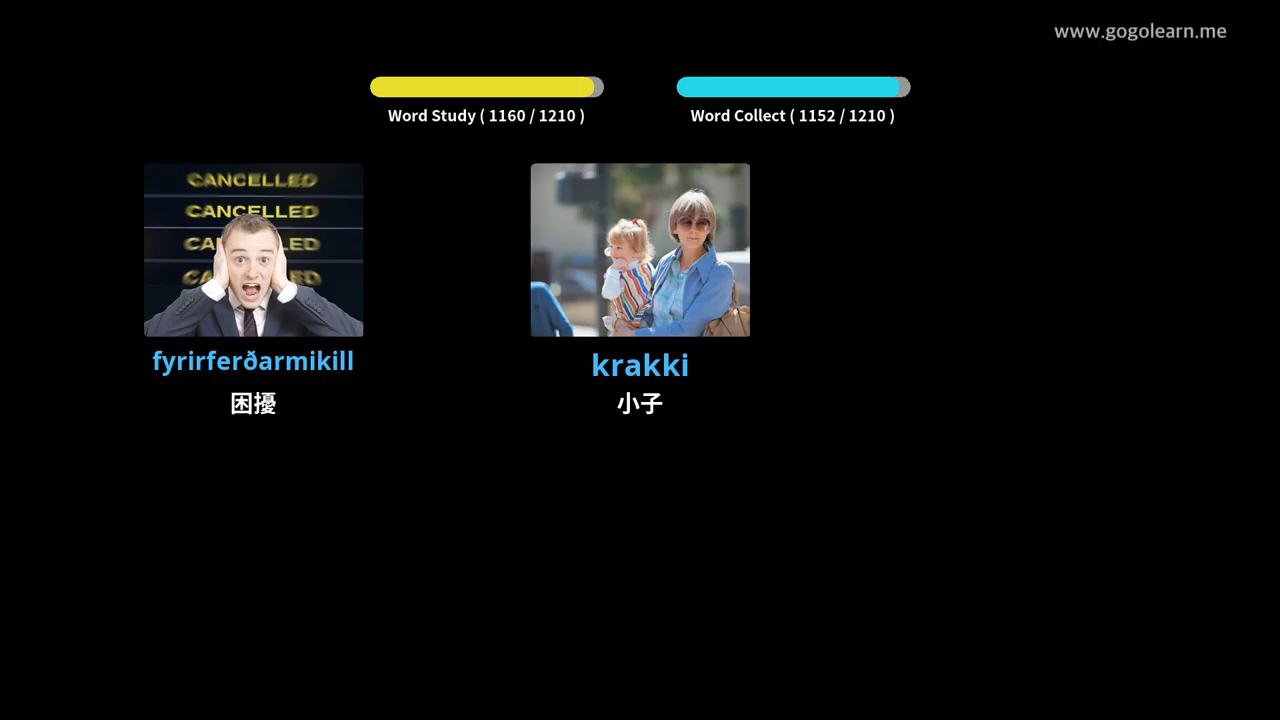 www.gogolearn.me
Word Study ( 1160 / 1210 )
Word Collect ( 1152 / 1210 )
CANCELLED
CANCELLED
fyrirferðarmikill
困擾
krakki
小子